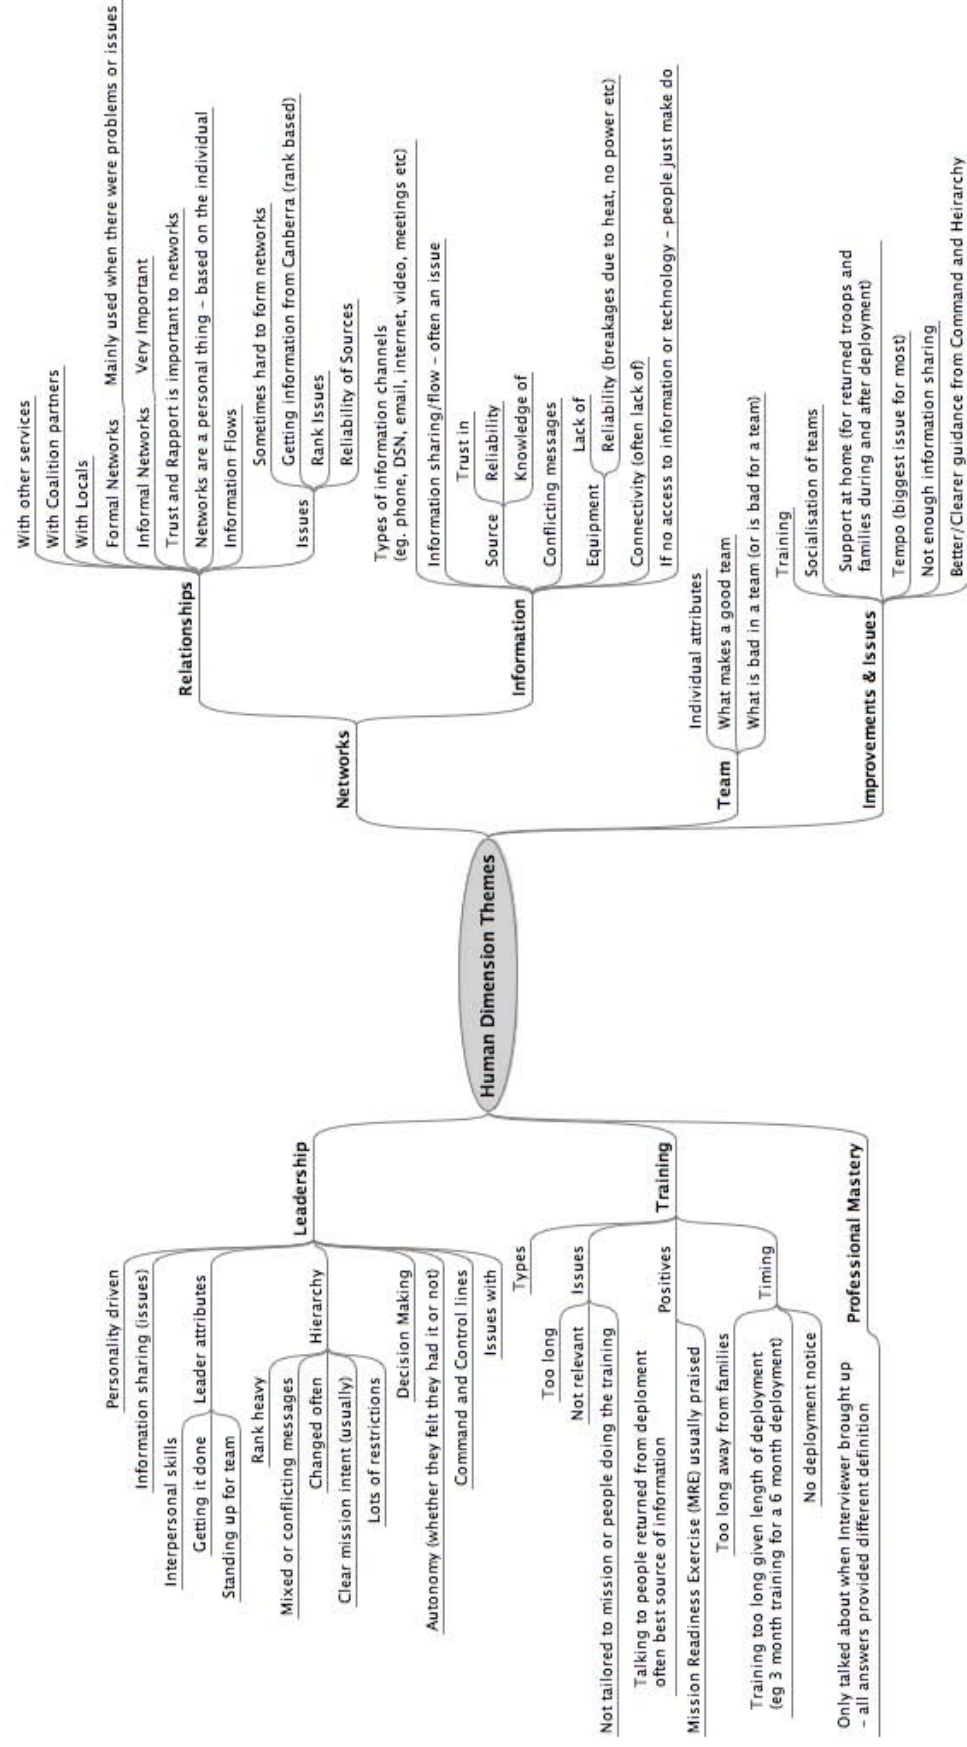 Human Dimension Themes
Leadership
Personality driven
Information sharing (issues)
Leader attributes
Interpersonal skills
Getting it done
Standing up for team
Hierarchy
Rank heavy
Mixed or conflicting messages
Changed often
Clear mission intent (usually)
Lots of restrictions
Decision Making
Autonomy (whether they felt they had it or not)
Command and Control lines
Issues with
Training
Types
Issues
Too long
Not relevant
Not tailored to mission or people doing the training
Positives
Talking to people returned from deploment
often best source of information
Mission Readiness Exercise (MRE) usually praised
Timing
Too long away from families
Training too long given length of deployment
(eg 3 month training for a 6 month deployment)
No deployment notice
Professional Mastery
Only talked about when Interviewer brought up
– all answers provided different definition
Networks
Relationships
With other services
With Coalition partners
With Locals
Formal Networks
Mainly used when there were problems or issues
Informal Networks
Very Important
Trust and Rapport is important to networks
Networks are a personal thing – based on the individual
Information Flows
Issues
Sometimes hard to form networks
Getting information from Canberra (rank based)
Rank Issues
Reliability of Sources
Information
Types of information channels
(eg. phone, DSN, email, internet, video, meetings etc)
Information sharing/flow – often an issue
Source
Trust in
Reliability
Knowledge of
Conflicting messages
Equipment
Lack of
Reliability (breakages due to heat, no power etc)
Connectivity (often lack of)
If no access to information or technology – people just make do
Team
Individual attributes
What makes a good team
What is bad in a team (or is bad for a team)
Improvements & Issues
Training
Socialisation of teams
Support at home (for returned troops and
families during and after deployment)
Tempo (biggest issue for most)
Not enough information sharing
Better/Clearer guidance from Command and Heirarchy